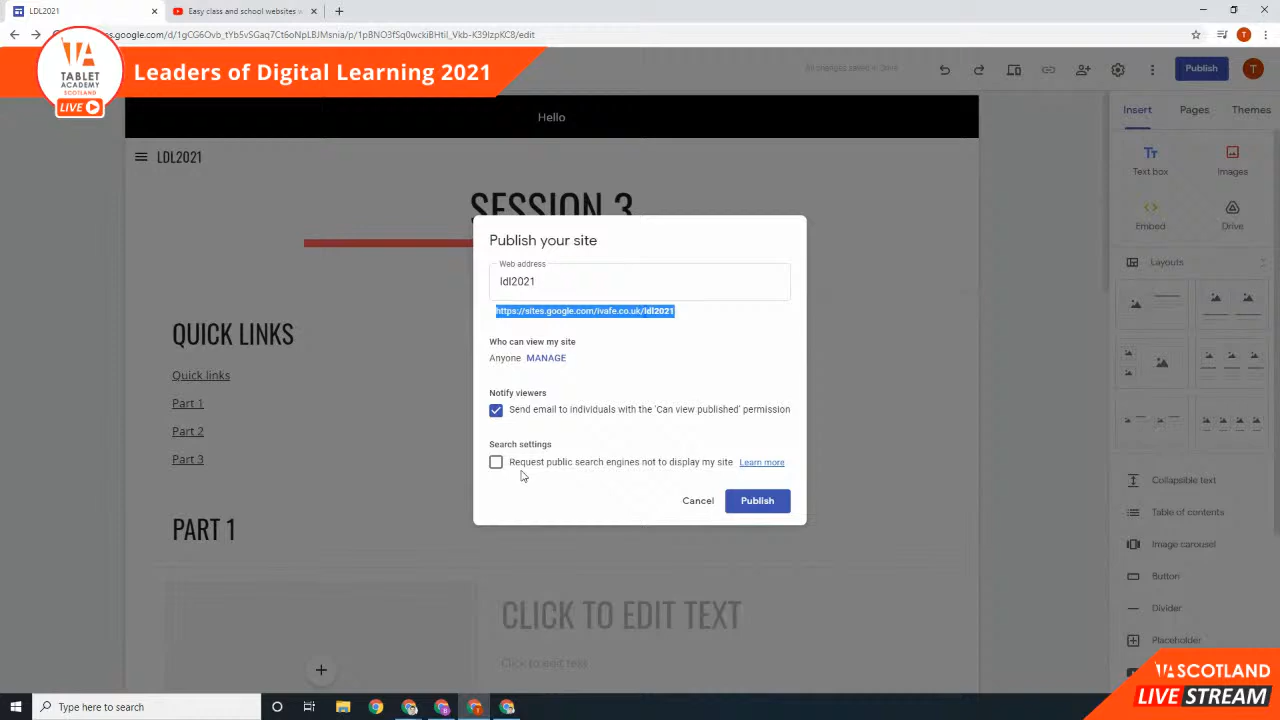 LDL2021
Easy class and school websites w
.google.com/d/1gCG6Ovb_tYb5vSGaq7Ct6oNpLBJMsnia/p/1pBNO3fSq0wckiBHtil_Vkb-K39lzpKC8/edit
TABLET
ACADEMY
SCOTLAND
LIVE
Leaders of Digital Learning 2021
All changes saved in Drive
Publish
T
T
Hello
LDL2021
SESSION 3
Insert
Pages
Themes
Text box
Images
Embed
Drive
Layouts
Collapsible text
Table of contents
Image carousel
Button
Divider
Placeholder
Publish your site
Web address
ldl2021
https://sites.google.com/ivafe.co.uk/ldl2021
Who can view my site
Anyone MANAGE
Notify viewers
Send email to individuals with the 'Can view published' permission
Search settings
Request public search engines not to display my site Learn more
Cancel
Publish
QUICK LINKS
Quick links
Part 1
Part 2
Part 3
PART 1
CLICK TO EDIT TEXT
Click to edit text
SCOTLAND
LIVE STREAM
Type here to search